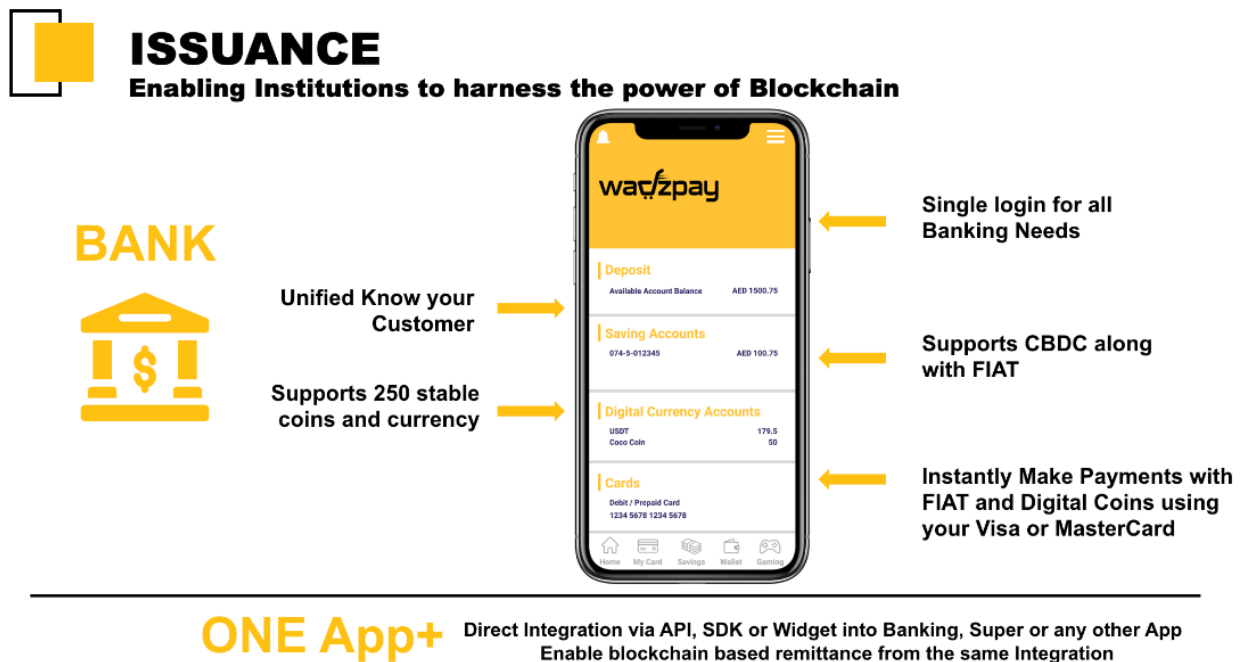 ISSUANCE
Enabling Institutions to harness the power of Blockchain
BANK
$
Unified Know your
Customer
Supports 250 stable
coins and currency
wadzpay
Deposit
Available Account Balance AED 1500.75
Saving Accounts
074-5-012345 AED 100.75
Digital Currency Accounts
USDT 179.5
Coco Coin 50
Cards
Debit / Prepaid Card
1234 5678 1234 5678
Home My Card Savings Wallet Gaming
Single login for all
Banking Needs
Supports CBDC along
with FIAT
Instantly Make Payments with
FIAT and Digital Coins using
your Visa or MasterCard
ONE App+
Direct Integration via API, SDK or Widget into Banking, Super or any other App
Enable blockchain based remittance from the same Integration